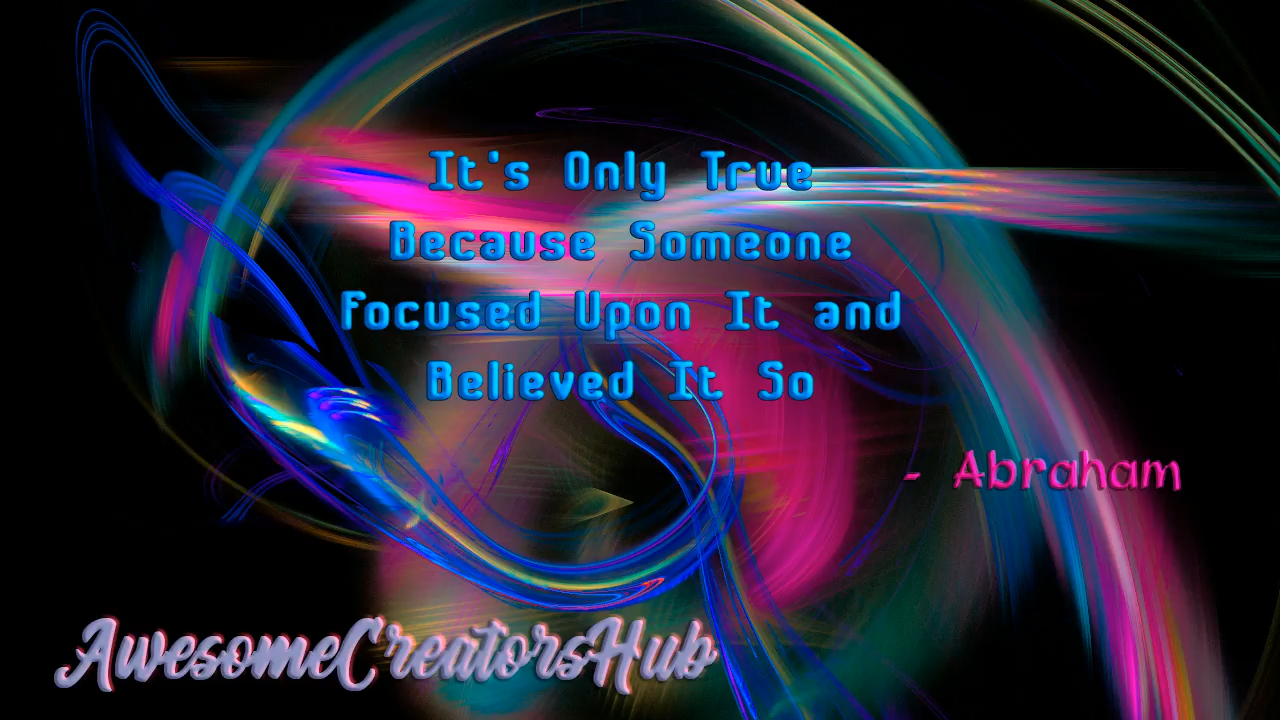 It's Only True
Because Someone
Focused Upon It and
Believed It So
- Abraham
AwesomeCreatorsHub